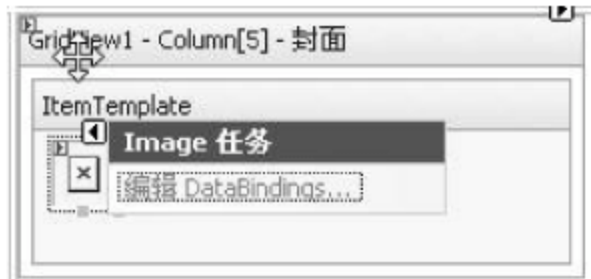 GridView1 - Column[5] - 封面
ItemTemplate
Image 任务
编辑 DataBindings...